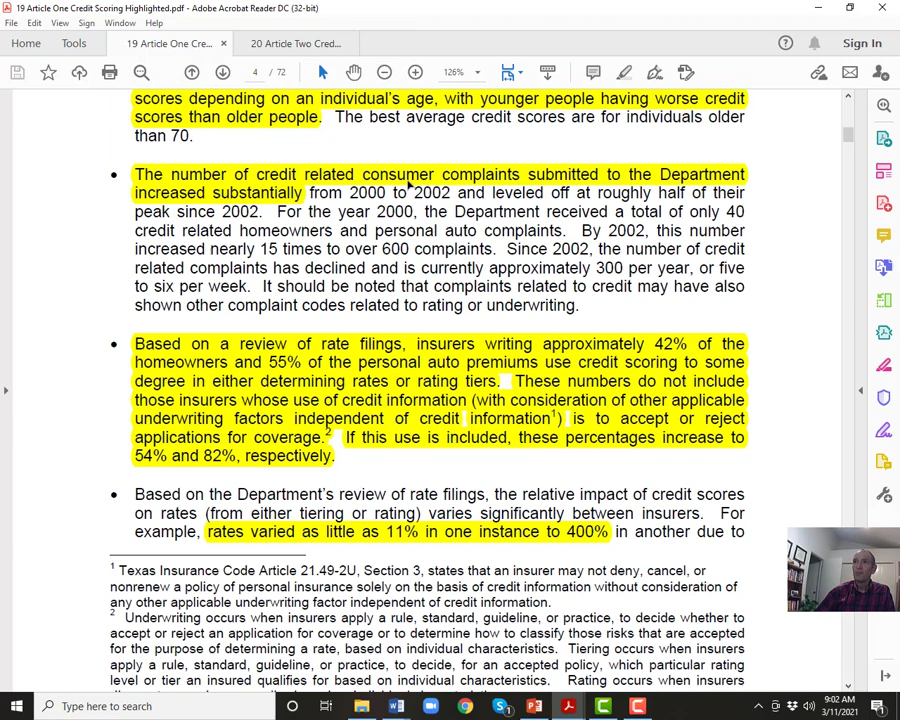 19 Article One Credit Scoring Highlighted.pdf - Adobe Acrobat Reader DC (32-bit)
File Edit View Sign Window Help
Home Tools 19 Article One Cre... × 20 Article Two Cred... Sign In
4 / 72 126%
scores depending on an individual's age, with younger people having worse credit
scores than older people. The best average credit scores are for individuals older
than 70.
• The number of credit related consumer complaints submitted to the Department
increased substantially from 2000 to 2002 and leveled off at roughly half of their
peak since 2002. For the year 2000, the Department received a total of only 40
credit related homeowners and personal auto complaints. By 2002, this number
increased nearly 15 times to over 600 complaints. Since 2002, the number of credit
related complaints has declined and is currently approximately 300 per year, or five
to six per week. It should be noted that complaints related to credit may have also
shown other complaint codes related to rating or underwriting.
• Based on a review of rate filings, insurers writing approximately 42% of the
homeowners and 55% of the personal auto premiums use credit scoring to some
degree in either determining rates or rating tiers. These numbers do not include
those insurers whose use of credit information (with consideration of other applicable
underwriting factors independent of credit information1) is to accept or reject
applications for coverage.2 If this use is included, these percentages increase to
54% and 82%, respectively.
• Based on the Department's review of rate filings, the relative impact of credit scores
on rates (from either tiering or rating) varies significantly between insurers. For
example, rates varied as little as 11% in one instance to 400% in another due to
1 Texas Insurance Code Article 21.49-2U, Section 3, states that an insurer may not deny, cancel, or
nonrenew a policy of personal insurance solely on the basis of credit information without consideration of
any other applicable underwriting factor independent of credit information.
2 Underwriting occurs when insurers apply a rule, standard, guideline, or practice, to decide whether to
accept or reject an application for coverage or to determine how to classify those risks that are accepted
for the purpose of determining a rate, based on individual characteristics. Tiering occurs when insurers
apply a rule, standard, guideline, or practice, to decide, for an accepted policy, which particular rating
level or tier an insured qualifies for based on individual characteristics. Rating occurs when insurers
Type here to search
9:02 AM
3/11/2021